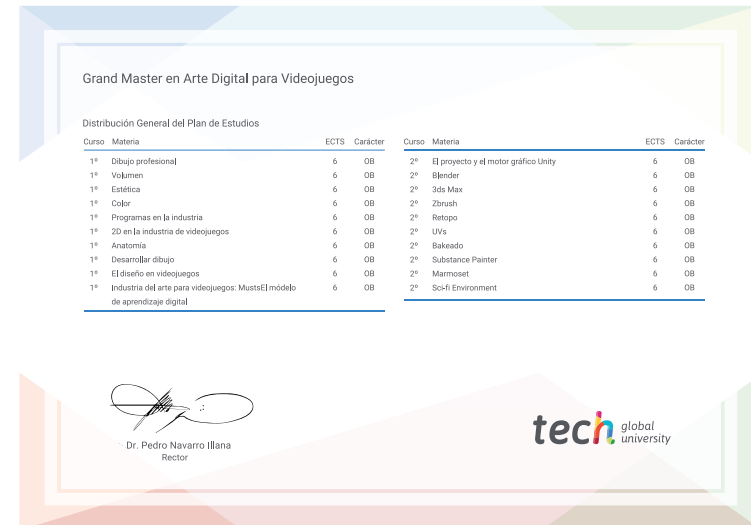 Grand Master en Arte Digital para Videojuegos
Distribución General del Plan de Estudios
Curso Materia ECTS Carácter
1º Dibujo profesional 6 OB
1º Volumen 6 OB
1º Estética 6 OB
1º Color 6 OB
1º Programas en la industria 6 OB
1º 2D en la industria de videojuegos 6 OB
1º Anatomía 6 OB
1º Desarrollar dibujo 6 OB
1º El diseño en videojuegos 6 OB
1º Industria del arte para videojuegos: MustsEl módelo 6 OB
de aprendizaje digital
Curso Materia ECTS Carácter
2º El proyecto y el motor gráfico Unity 6 OB
2º Blender 6 OB
2º 3ds Max 6 OB
2º Zbrush 6 OB
2º Retopo 6 OB
2º UVs 6 OB
2º Bakeado 6 OB
2º Substance Painter 6 OB
2º Marmoset 6 OB
2º Sci-fi Environment 6 OB
Dr. Pedro Navarro Illana
Rector
tech global
university